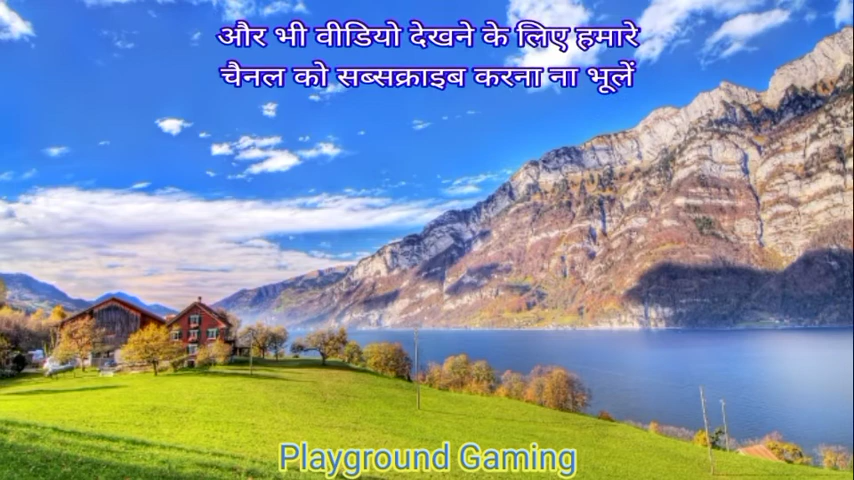 और भी वीडियो देखने के लिए हमारे
चैनल को सब्सक्राइब करना ना भूलें
Playground Gaming